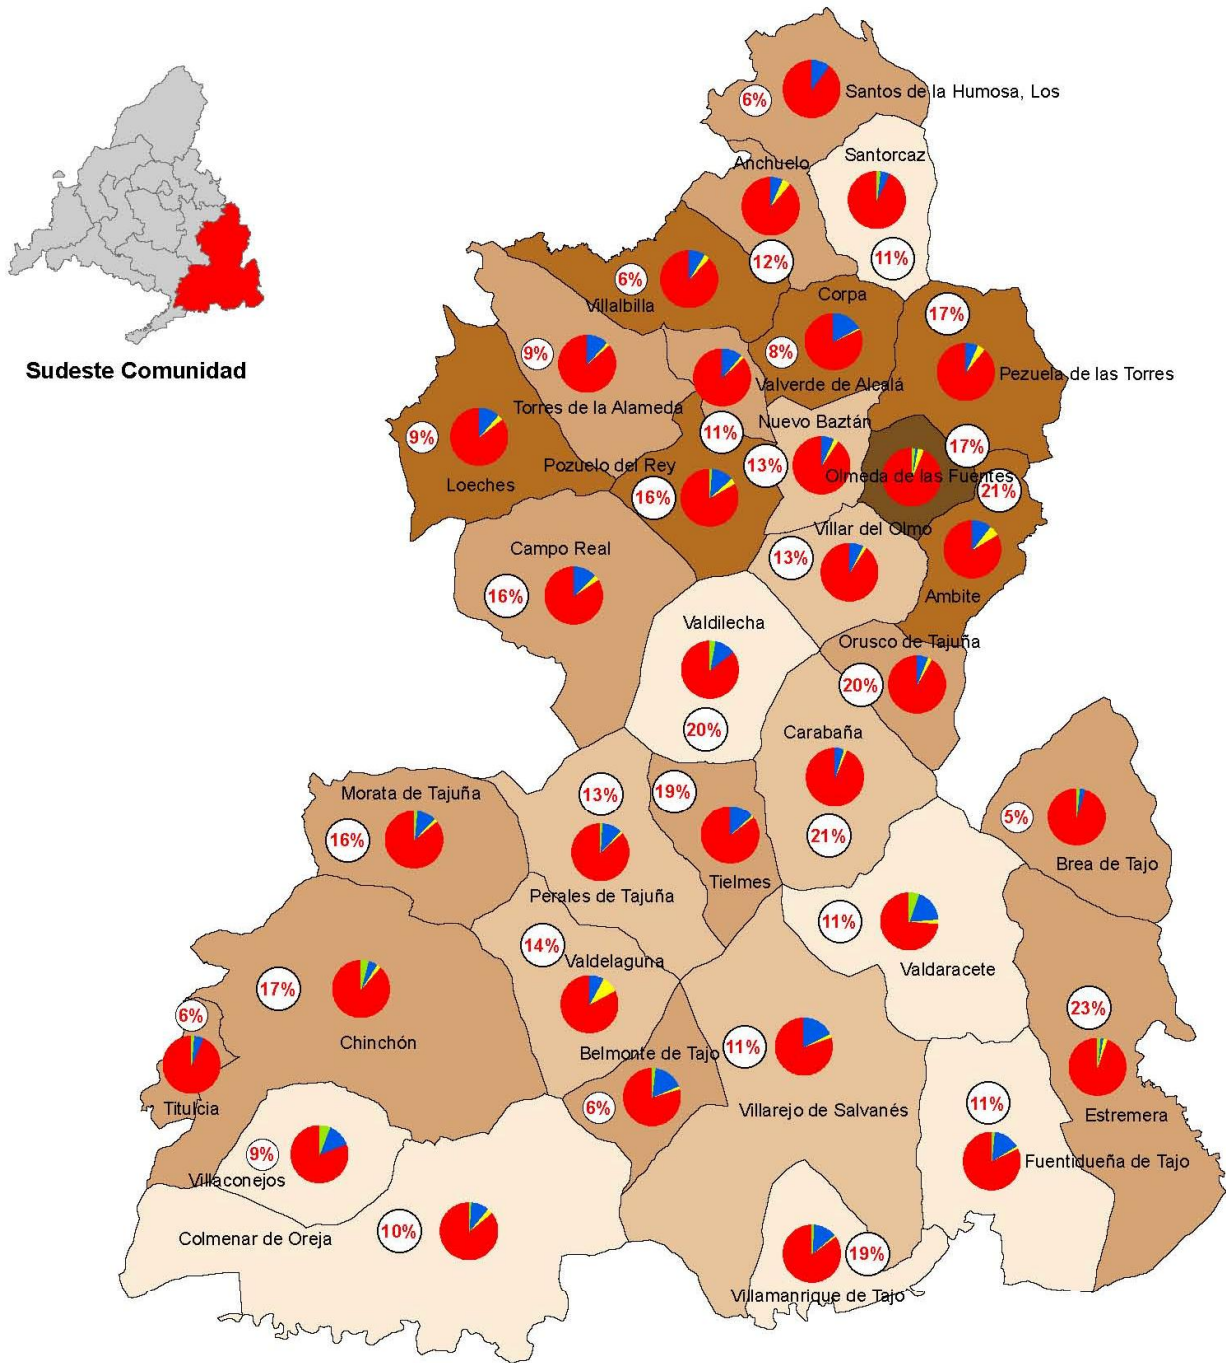 Santos de la Humosa, Los
6%
Anchuelo
Santorcaz
12%
11%
6%
Villalbilla
Corpa
17%
8%
9%
Pezuela de las Torres
Valverde de Alcalá
Torres de la Alameda
Sudeste Comunidad
Nuevo Baztán
11%
9%
17%
13%
Pozuelo del Rey
Olmeda de las Fuentes
Loeches
21%
16%
Villar del Olmo
Campo Real
13%
16%
Ambite
Valdilecha
Orusco de Tajuña
20%
20%
Carabaña
Morata de Tajuña
13%
19%
5%
16%
21%
Brea de Tajo
Tielmes
Perales de Tajuña
11%
14%
Valdelaguna
Valdaracete
17%
23%
6%
Chinchón
11%
Belmonte de Tajo
Titulcia
6%
Villarejo de Salvanés
11%
Estremera
9%
Fuentidueña de Tajo
Villaconejos
Colmenar de Oreja
10%
19%
Villamanrique de Tajo